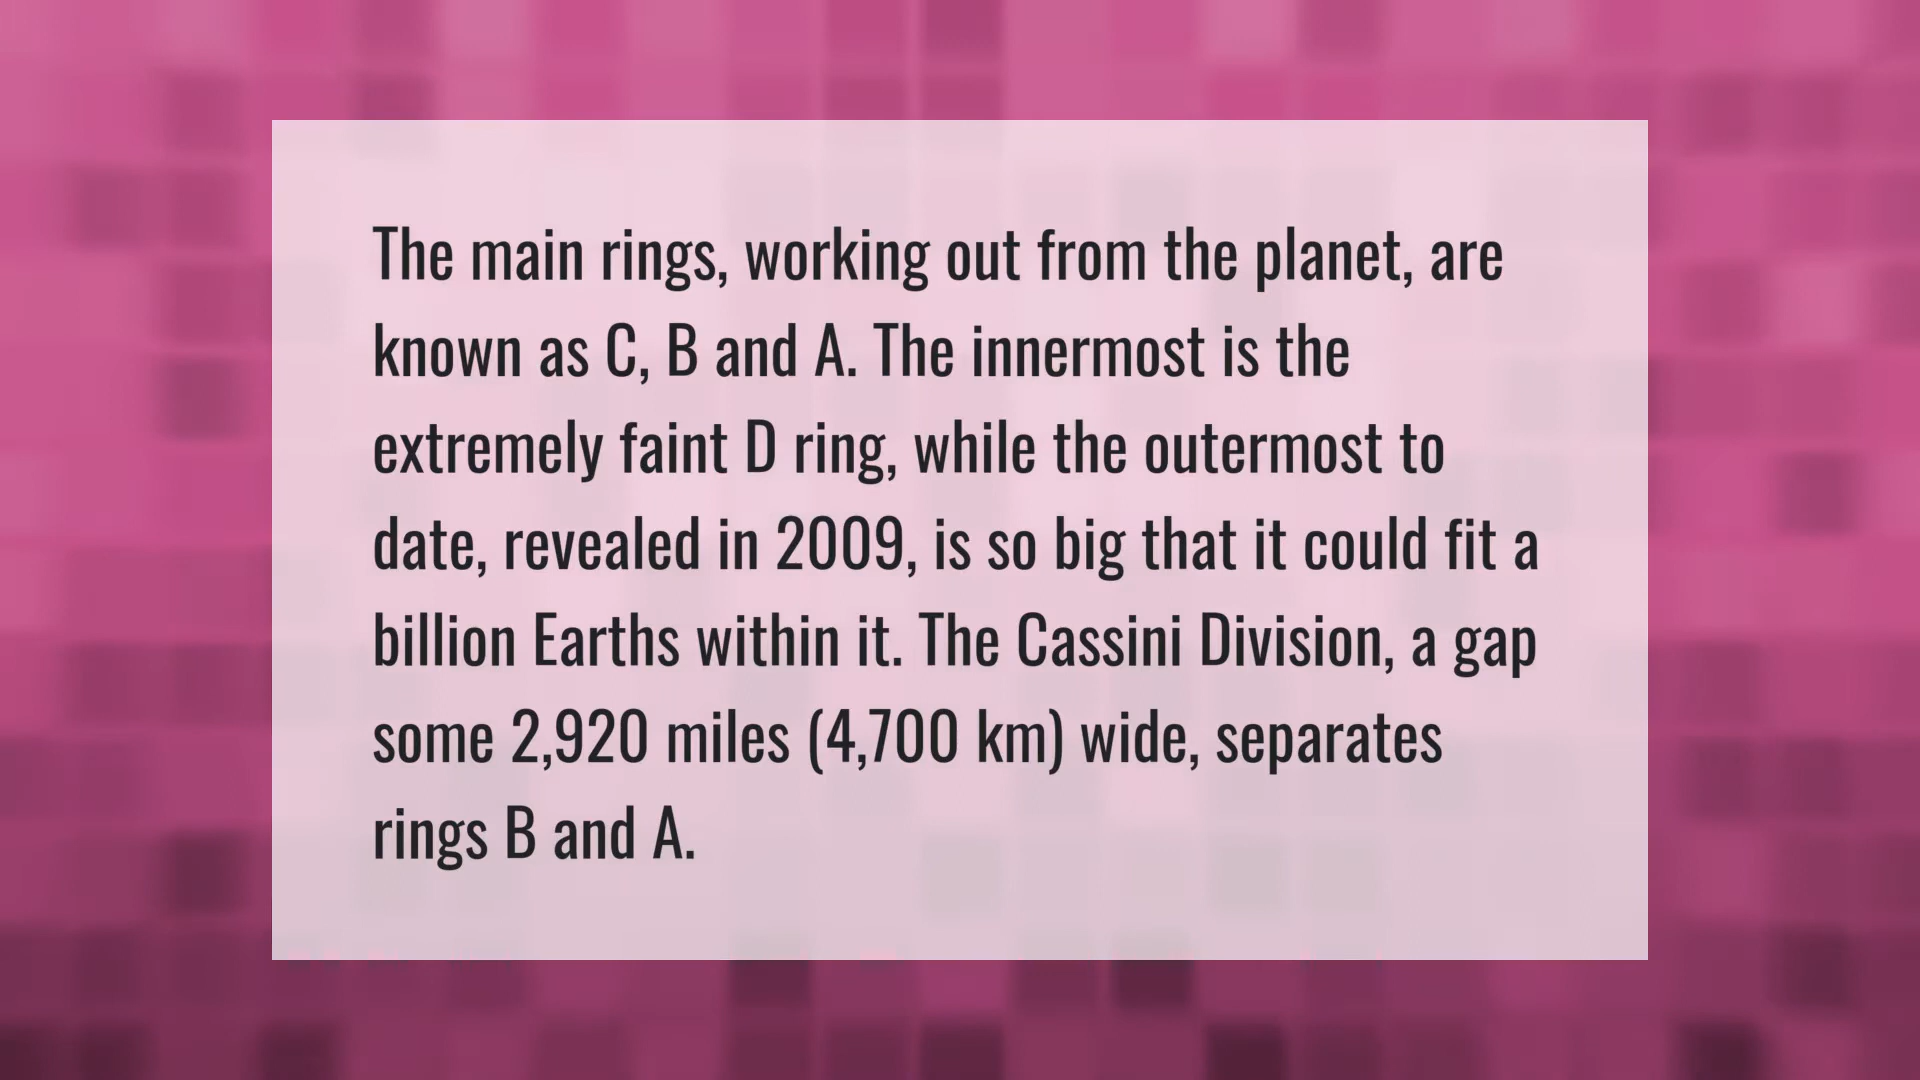 The main rings, working out from the planet, are
known as C, B and A. The innermost is the
extremely faint D ring, while the outermost to
date, revealed in 2009, is so big that it could fit a
billion Earths within it. The Cassini Division, a gap
some 2,920 miles (4,700 km) wide, separates
rings B and A.